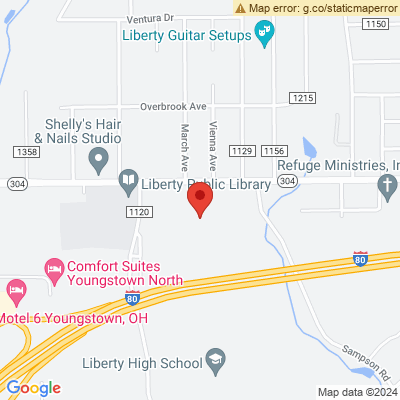 Map error: g.co/staticmaperror
Ventura Dr
1150
Liberty Guitar Setups
1215
Overbrook Ave
Shelly's Hair
& Nails Studio
March Ave
Vienna Ave
1358
1129
1156
Refuge Ministries, In
304
Liberty Public Library
304
1120
80
Comfort Suites
Youngstown North
80
Motel 6 Youngstown, OH
Liberty High School
Sampson Rd
Google
Map data ©2024